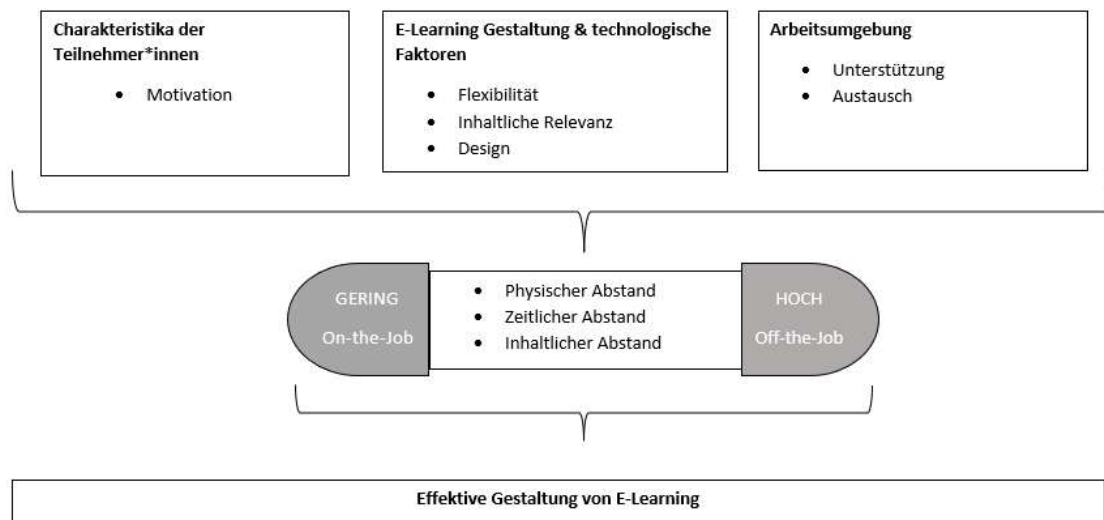 Charakteristika der
Teilnehmer*innen
• Motivation
E-Learning Gestaltung & technologische
Faktoren
• Flexibilität
• Inhaltliche Relevanz
• Design
Arbeitsumgebung
• Unterstützung
• Austausch
GERING
On-the-Job
• Physischer Abstand
• Zeitlicher Abstand
• Inhaltlicher Abstand
HOCH
Off-the-Job
Effektive Gestaltung von E-Learning